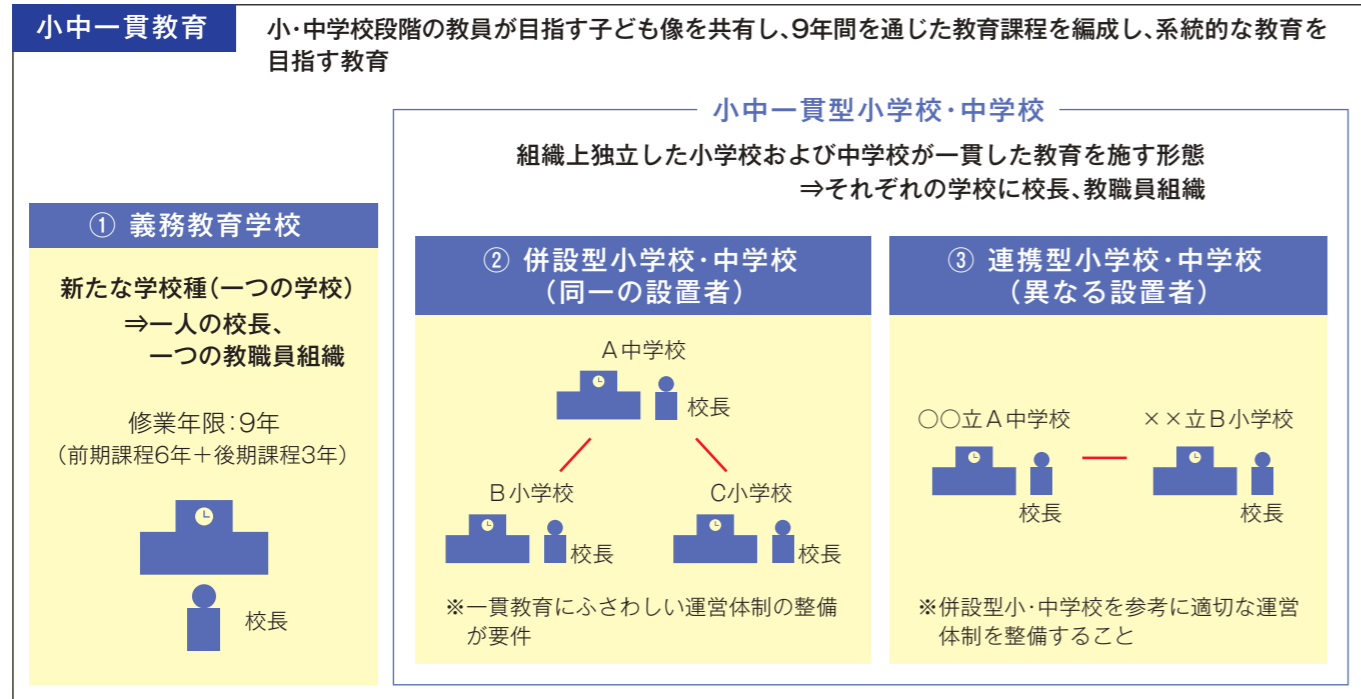 小中一貫教育
小・中学校段階の教員が目指す子ども像を共有し、9年間を通じた教育課程を編成し、系統的な教育を
目指す教育
小中一貫型小学校・中学校
組織上独立した小学校および中学校が一貫した教育を施す形態
⇒それぞれの学校に校長、教職員組織
① 義務教育学校
新たな学校種(一つの学校)
⇒一人の校長、
一つの教職員組織
修業年限:9年
(前期課程6年+後期課程3年)
校長
② 併設型小学校・中学校
(同一の設置者)
A中学校
校長
B小学校
校長
C小学校
校長
※一貫教育にふさわしい運営体制の整備
が要件
③ 連携型小学校・中学校
(異なる設置者)
○○立A中学校
校長
××立B小学校
校長
※併設型小・中学校を参考に適切な運営
体制を整備すること